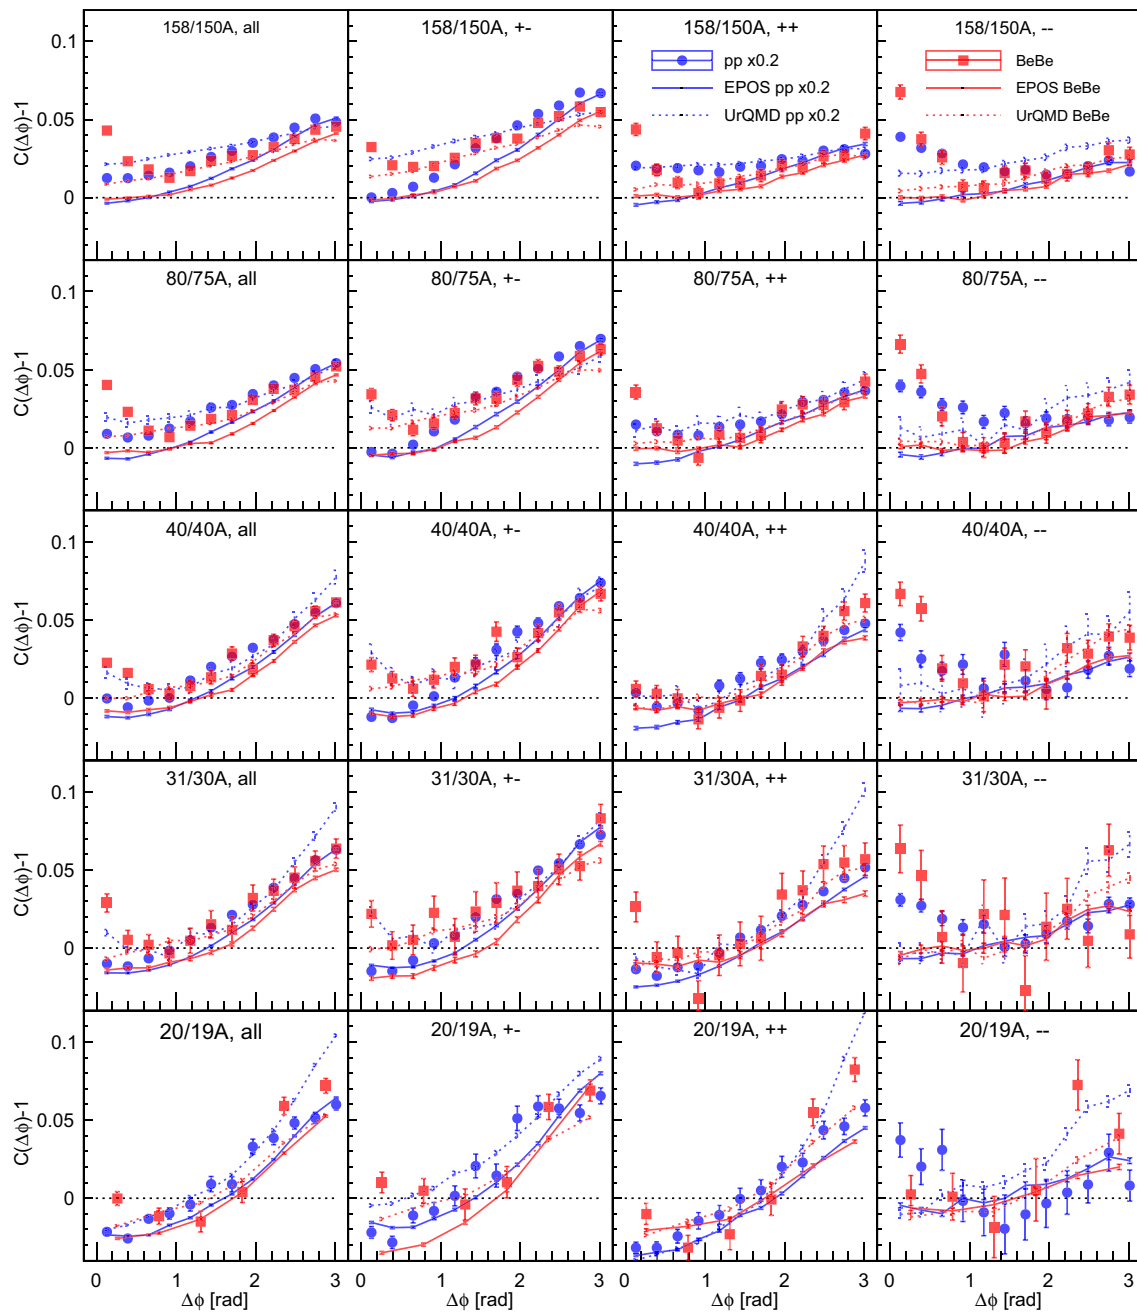 158/150A, all
158/150A, +-
158/150A, ++
158/150A, --
pp x0.2
EPOS pp x0.2
UrQMD pp x0.2
BeBe
EPOS BeBe
UrQMD BeBe
C(Δϕ)-1
0.1
0.05
0
80/75A, all
80/75A, +-
80/75A, ++
80/75A, --
C(Δϕ)-1
0.1
0.05
0
40/40A, all
40/40A, +-
40/40A, ++
40/40A, --
C(Δϕ)-1
0.1
0.05
0
31/30A, all
31/30A, +-
31/30A, ++
31/30A, --
C(Δϕ)-1
0.1
0.05
0
20/19A, all
20/19A, +-
20/19A, ++
20/19A, --
C(Δϕ)-1
0.1
0.05
0
0 1 2 3 0 1 2 3 0 1 2 3 0 1 2 3
Δϕ [rad] Δϕ [rad] Δϕ [rad] Δϕ [rad]